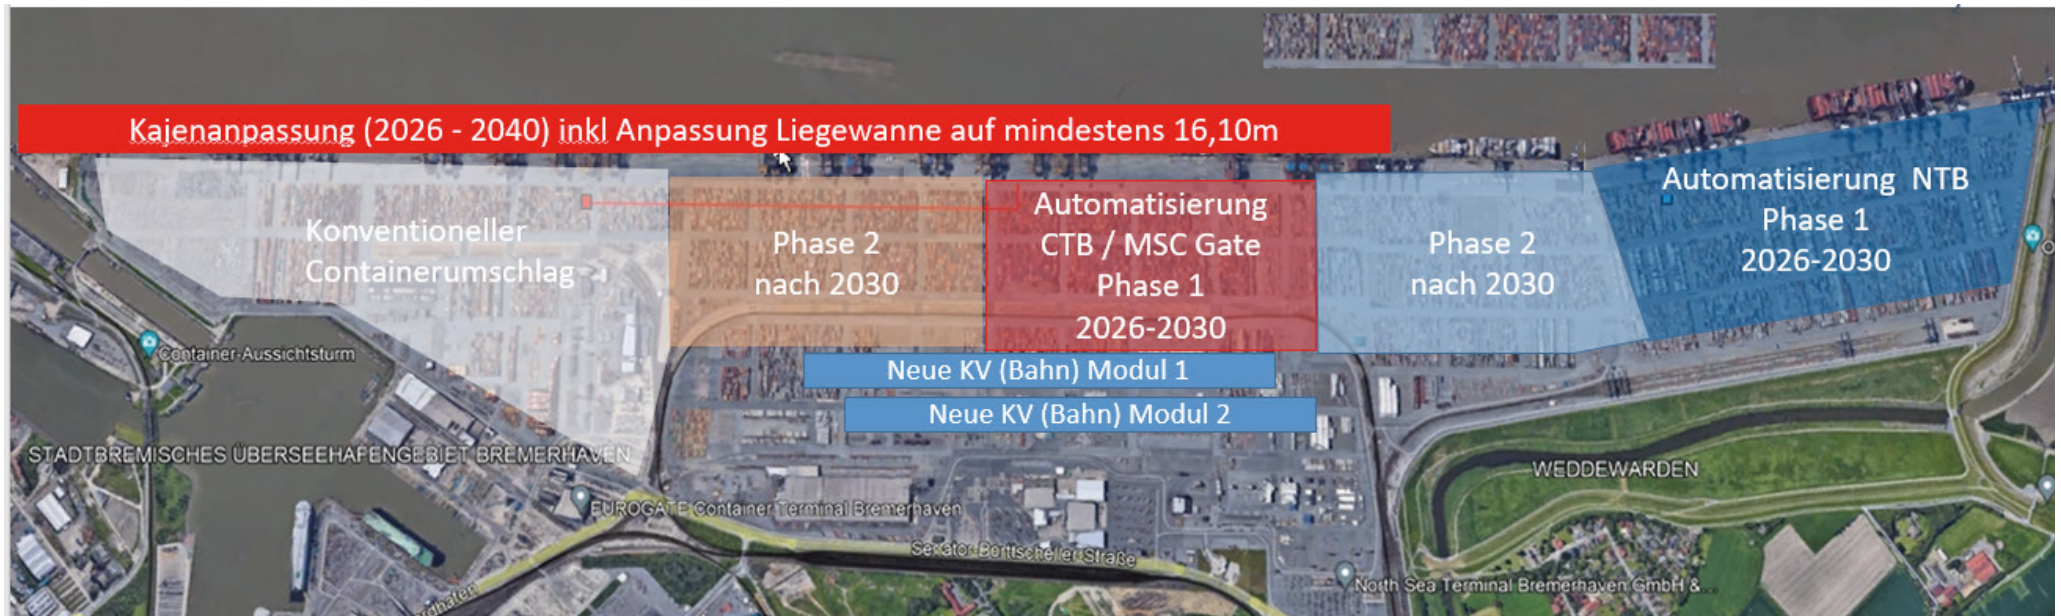 Kajenanpassung (2026 - 2040) inkl Anpassung Liegewanne auf mindestens 16,10m
Konventioneller
Containerumschlag
Phase 2
nach 2030
Automatisierung
CTB / MSC Gate
Phase 1
2026-2030
Phase 2
nach 2030
Automatisierung NTB
Phase 1
2026-2030
Neue KV (Bahn) Modul 1
Neue KV (Bahn) Modul 2
Container-Aussichtsturm
STADTBREMISCHES ÜBERSEEHAFENGEBIET BREMERHAVEN
WEDDEWARDEN
EUROGATE Container Terminal Bremerhaven
Senator-Borttscheller-Straße
North Sea Terminal Bremerhaven GmbH &...